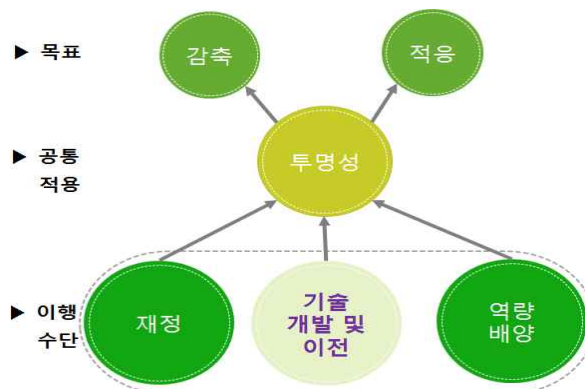 ▶ 목표
감축
적응
▶ 공통
적용
투명성
▶ 이행
수단
재정
기술
개발 및
이전
역량
배양